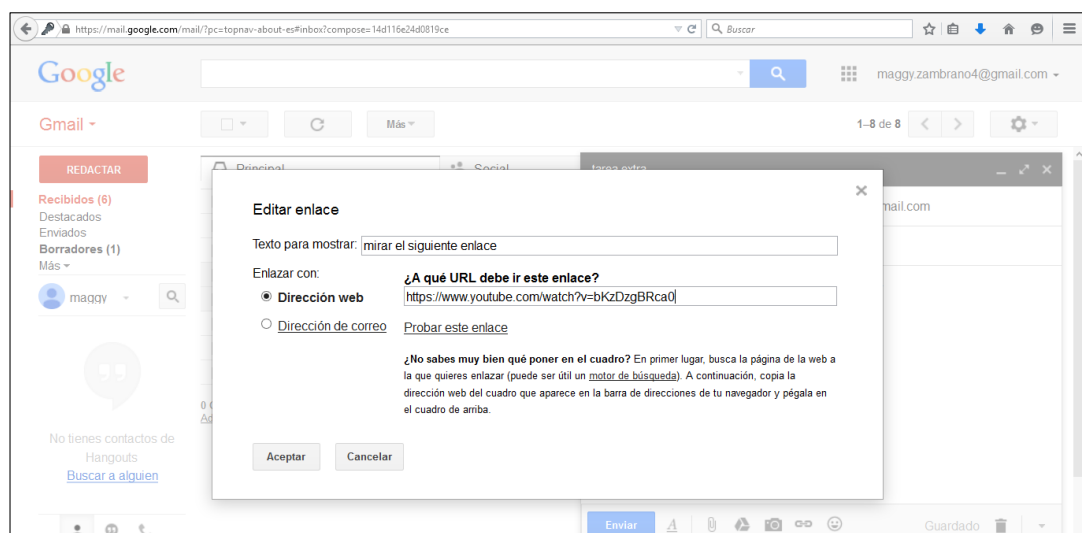 https://mail.google.com/mail/?pc=topnav-about-es#inbox?compose=14d116e24d0819ce
Buscar
Google
maggy.zambrano4@gmail.com
Gmail
Más
1–8 de 8
REDACTAR
Principal
Social
tarea extra
Recibidos (6)
Destacados
Enviados
Borradores (1)
Más
maggy
No tienes contactos de
Hangouts
Buscar a alguien
mail.com
Editar enlace
Texto para mostrar: mirar el siguiente enlace
Enlazar con:
¿A qué URL debe ir este enlace?
Dirección web
https://www.youtube.com/watch?v=bKzDzgBRca0
Dirección de correo
Probar este enlace
¿No sabes muy bien qué poner en el cuadro? En primer lugar, busca la página de la web a
la que quieres enlazar (puede ser útil un motor de búsqueda). A continuación, copia la
dirección web del cuadro que aparece en la barra de direcciones de tu navegador y pégala en
el cuadro de arriba.
Aceptar
Cancelar
Enviar
Guardado